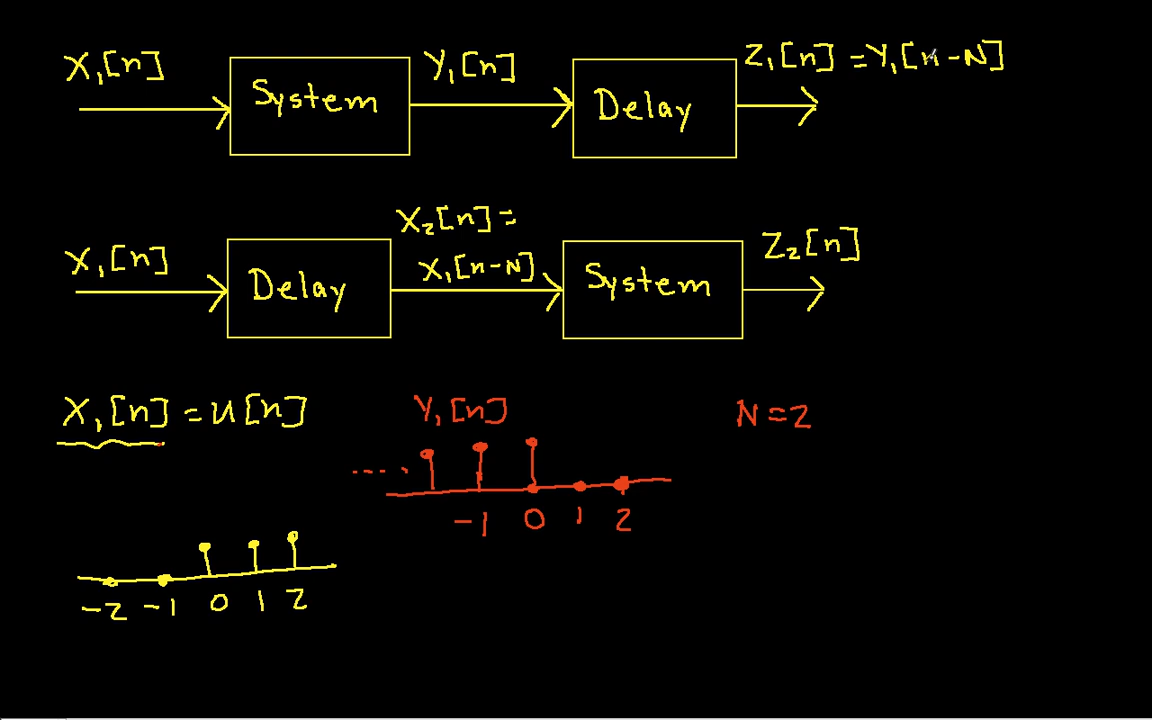 X₁[n]
System
Y₁[n]
Delay
Z₁[n] = Y₁[n-N]
X₁[n]
Delay
X₂[n] =
X₁[n-N]
System
Z₂[n]
X₁[n] = u[n]
Y₁[n]
N = 2
....
-1 0 1 2
-2 -1 0 1 2